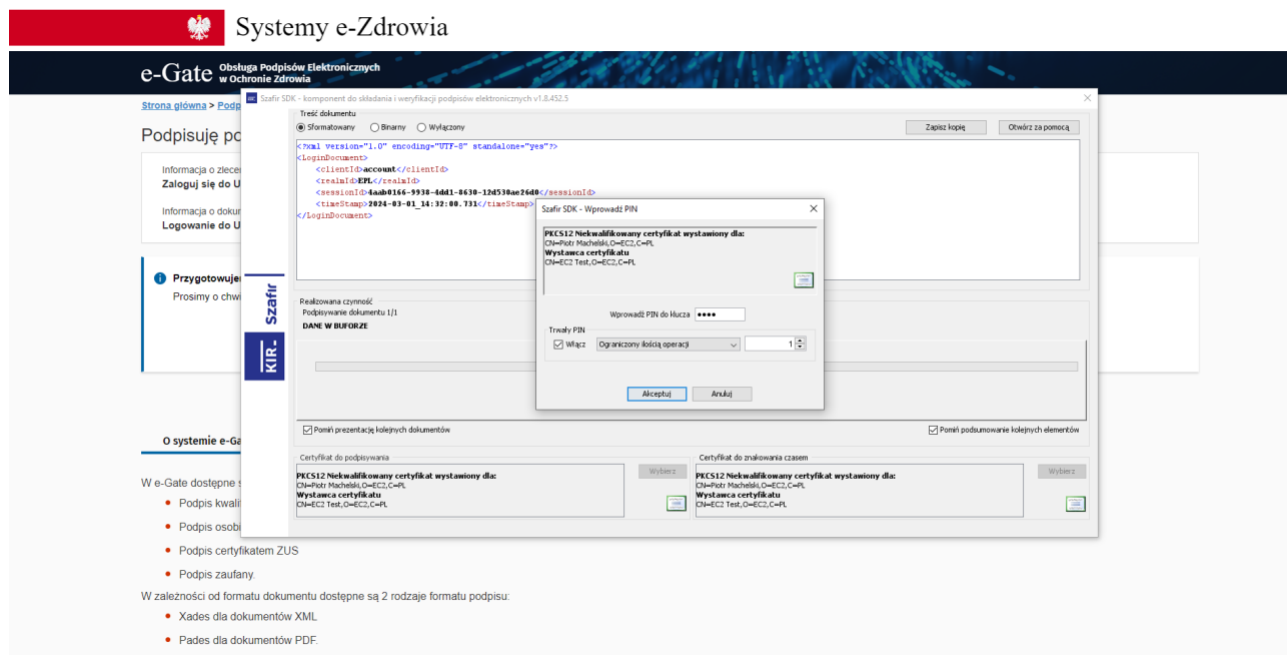 Systemy e-Zdrowia
e-Gate Obsługa Podpisów Elektronicznych
w Ochronie Zdrowia
Strona główna >
Podpisuję
Informacja o
Zaloguj się do
Informacja o
Logowanie do
Przygotowuje
Prosimy o
Szafir SDK - komponent do składania i weryfikacji podpisów elektronicznych v1.8.452.5
Treść dokumentu
Sformatowany Binarny Wyłączony
Zapisz kopię Otwórz za pomocą
<?xml version="1.0" encoding="UTF-8" standalone="yes"?>
<LoginDocument>
<clientId>account</clientId>
<realmId>EPL</realmId>
<sessionId>4aab0166-9938-4dd1-8630-12d530ae26d0</sessionId>
<timeStamp>2024-03-01_14:32:00.731</timeStamp>
</LoginDocument>
KIR. Szafir
Realizowana czynność
Podpisywanie dokumentu 1/1
DANE W BUFORZE
Szafir SDK - Wprowadź PIN
PKCS12 Niekwalifikowany certyfikat wystawiony dla:
CN=Piotr Machelski,O=EC2,C=PL
Wystawca certyfikatu
CN=EC2 Test,O=EC2,C=PL
Wprowadź PIN do klucza ••••
Trwały PIN
Włącz Ograniczony ilością operacji 1
Akceptuj Anuluj
Pomiń prezentację kolejnych dokumentów
Pomiń podsumowanie kolejnych elementów
Certyfikat do podpisywania
PKCS12 Niekwalifikowany certyfikat wystawiony dla:
CN=Piotr Machelski,O=EC2,C=PL
Wystawca certyfikatu
CN=EC2 Test,O=EC2,C=PL
Wybierz
Certyfikat do znakowania czasem
PKCS12 Niekwalifikowany certyfikat wystawiony dla:
CN=Piotr Machelski,O=EC2,C=PL
Wystawca certyfikatu
CN=EC2 Test,O=EC2,C=PL
Wybierz
O systemie
W e-Gate dostępne
Podpis
Podpis
Podpis certyfikatem ZUS
Podpis zaufany.
W zależności od formatu dokumentu dostępne są 2 rodzaje formatu podpisu:
Xades dla dokumentów XML
Pades dla dokumentów PDF.